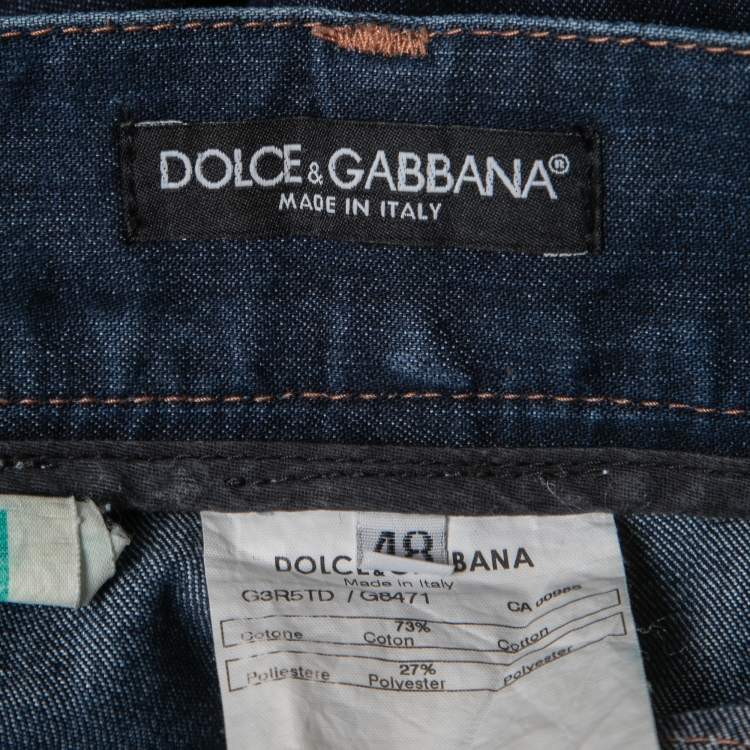 DOLCE & GABBANA®
MADE IN ITALY
48
DOLCE & GABBANA
Made in Italy
G3R5TD / G8471 CA
73%
Cotone Coton Cotton
27%
Poliestere Polyester Polyester